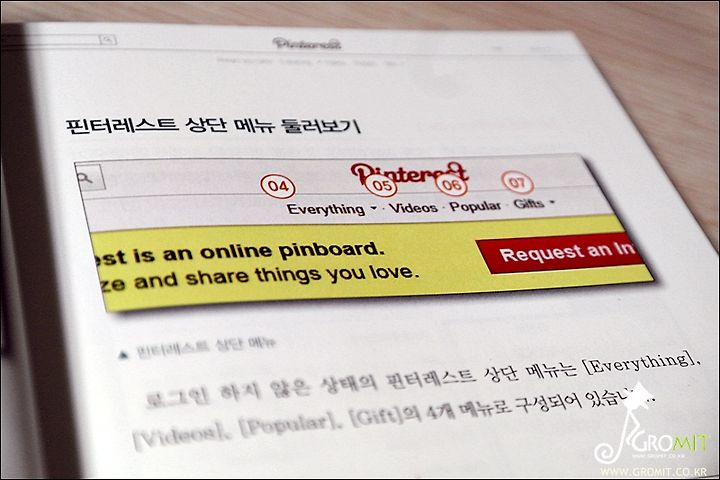 Pinterest
핀터레스트 상단 메뉴 둘러보기
Pinterest
04 05 06 07
Everything Videos Popular Gifts
est is an online pinboard.
ze and share things you love.
Request an In
▲ 핀터레스트 상단 메뉴
로그인 하지 않은 상태의 핀터레스트 상단 메뉴는 [Everything],
[Videos], [Popular], [Gift]의 4개 메뉴로 구성되어 있습니
GROMIT
WWW.GROMIT.CO.KR
WWW.GROMIT.CO.KR